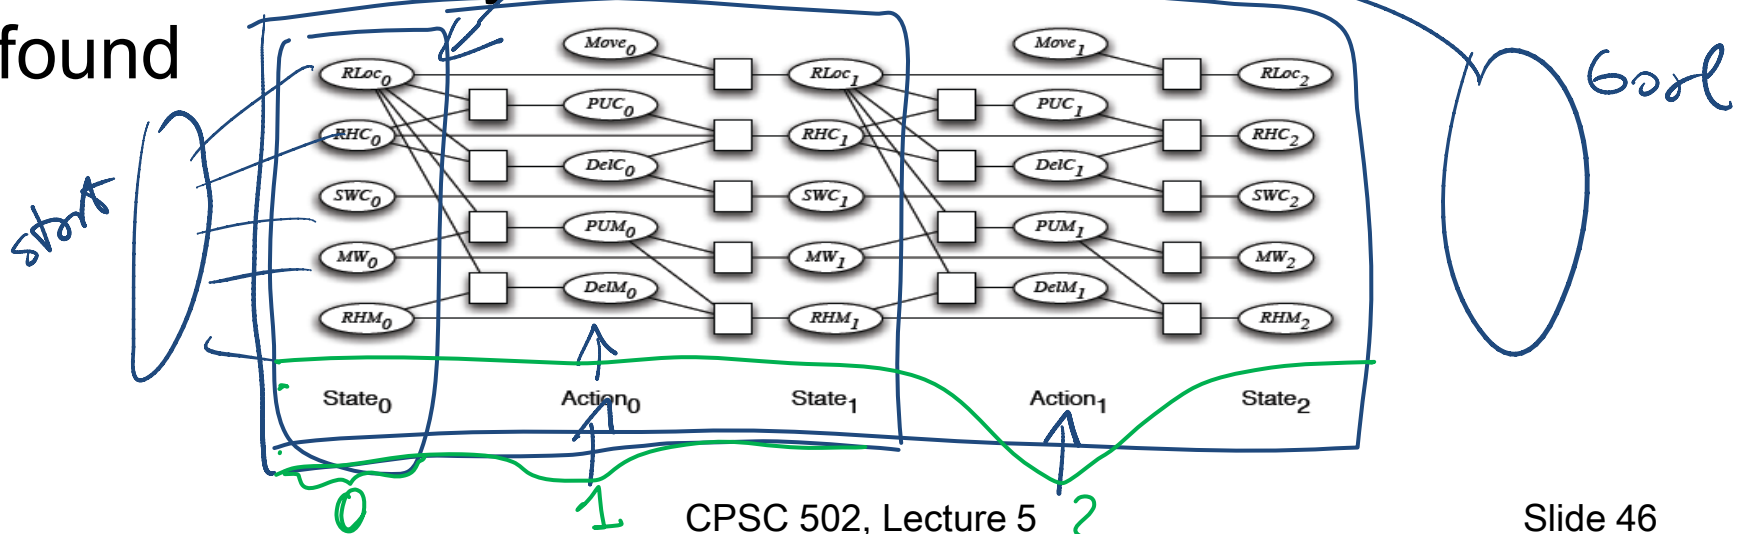 found
Move0 Move1
RLoc0 RLoc1 RLoc2
Goal
PUC0 PUC1
RHC0 RHC1 RHC2
DelC0 DelC1
start
SWC0 SWC1 SWC2
PUM0 PUM1
MW0 MW1 MW2
DelM0 DelM1
RHM0 RHM1 RHM2
State0 Action0 State1 Action1 State2
0 1 2
CPSC 502, Lecture 5
Slide 46